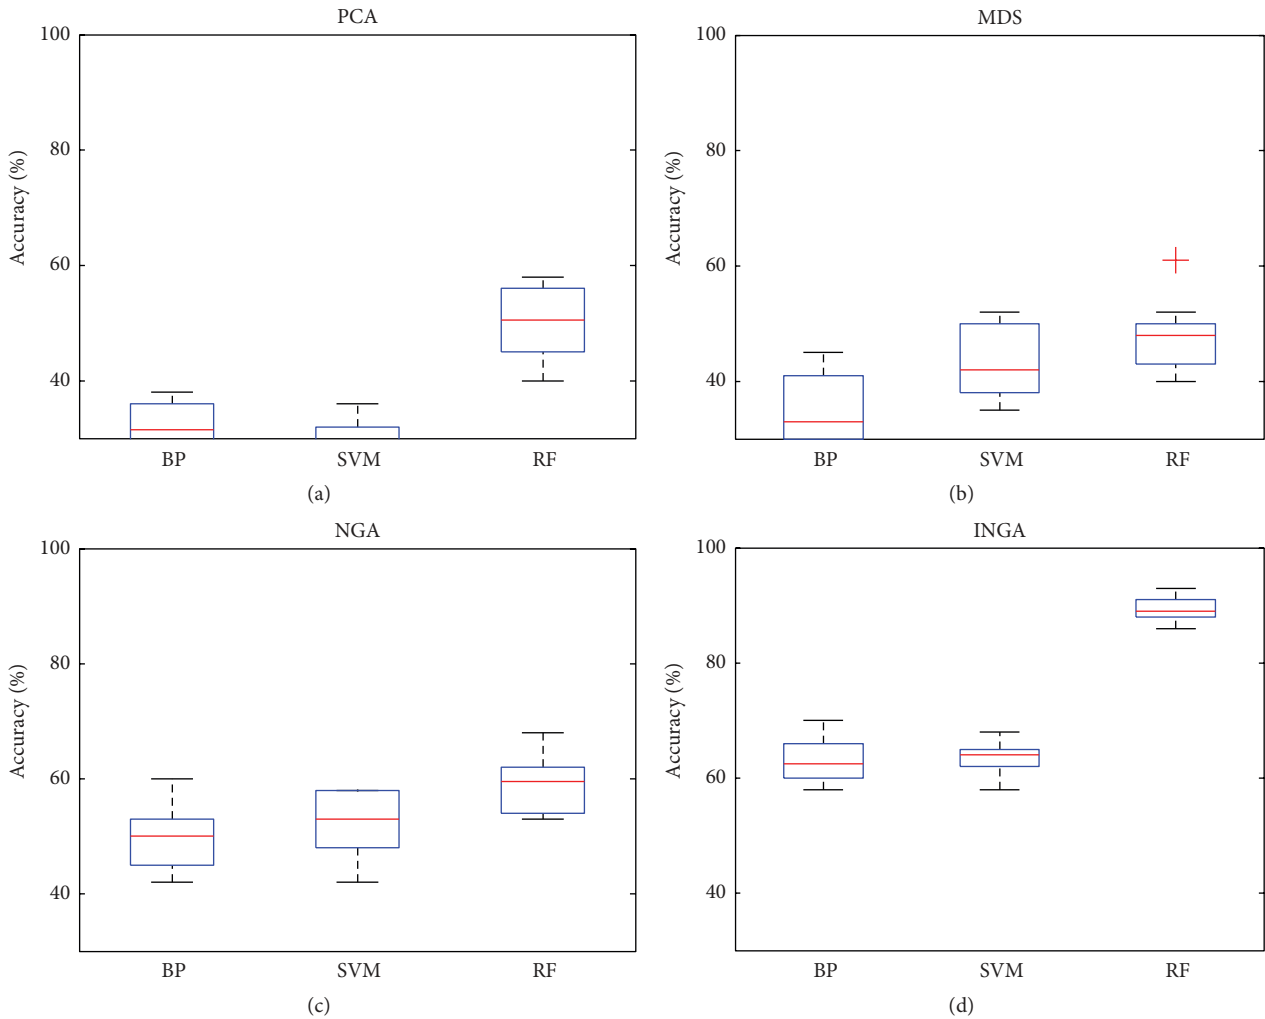 PCA
100
80
60
40
Accuracy (%)
BP SVM RF
(a)
MDS
100
80
60
40
Accuracy (%)
BP SVM RF
(b)
NGA
100
80
60
40
Accuracy (%)
BP SVM RF
(c)
INGA
100
80
60
40
Accuracy (%)
BP SVM RF
(d)